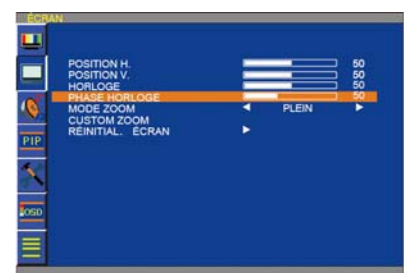 ÉCRAN
POSITION H. 50
POSITION V. 50
HORLOGE 50
PHASE HORLOGE 50
MODE ZOOM PLEIN
CUSTOM ZOOM
RÉINITIAL. ÉCRAN
PIP
OSD